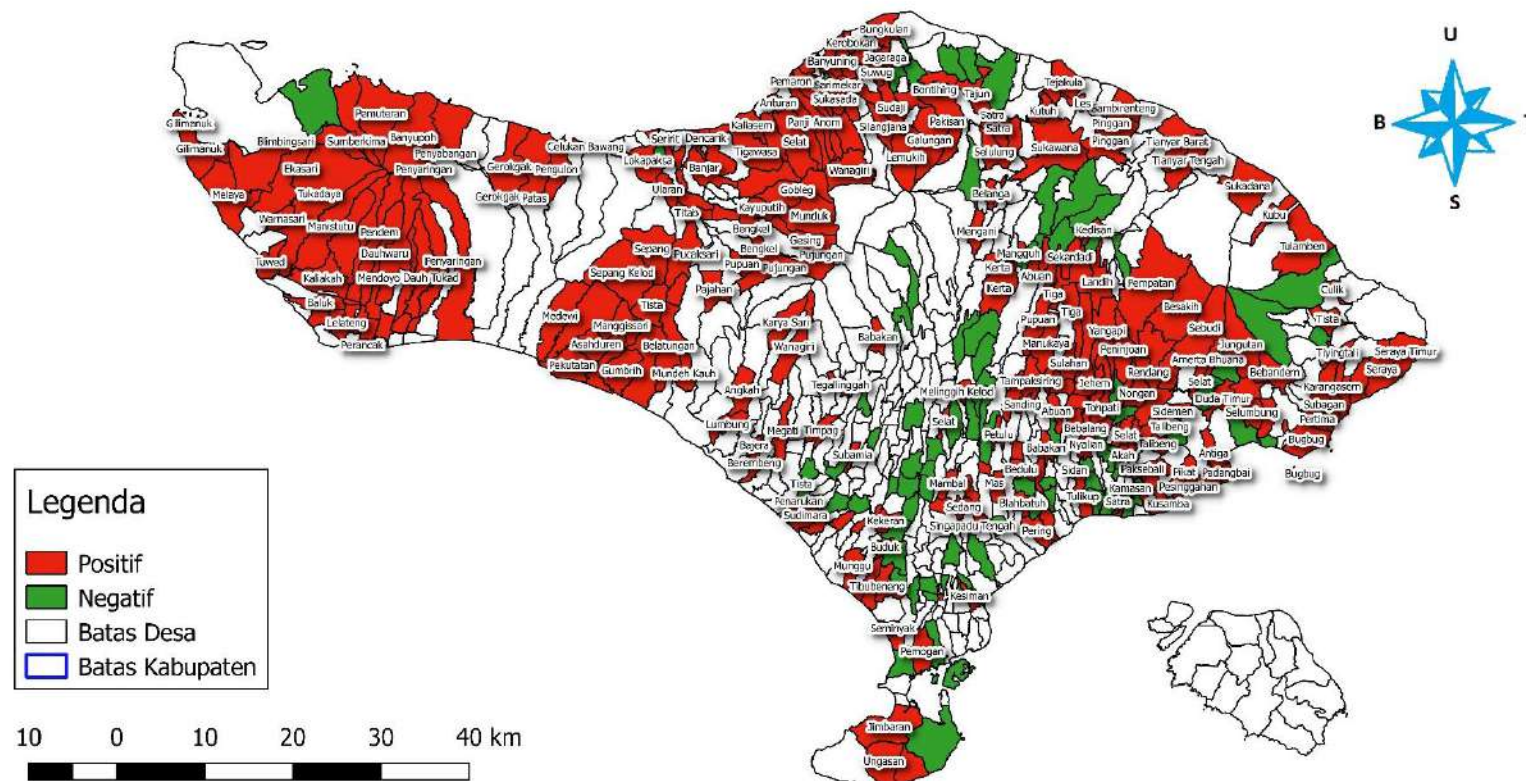 Bungkulan
Kerobokan
U
Banyuning
Jagaraga
Suwug
Pemaron
Sarimekar
Bontihing
Tajun
Tejakula
Pemuteran
Anturan
Sukasada
Sudaji
Satra
Kutuh
Les
Sambirenteng
Gilimanuk
Kaliasem
Panji Anom
Silangjana
Pakisan
Satra
Pinggan
B
T
Gilimanuk
Blimbingsari
Sumberkima
Banyupoh
Celukan Bawang
Seririt
Dencarik
Selat
Galungan
Pinggan
Tianyar Barat
Penyabangan
Lokapaksa
Tigawasa
Lemukih
Selulung
Sukawana
Tianyar Tengah
Ekasari
Penyaringan
Gerokgak
Pengulon
Banjar
Wanagiri
Melaya
Tukadaya
Gerokgak
Patas
Ularan
Gobleg
Belanga
Sukadana
S
Warnasari
Manistutu
Pendem
Titab
Kayuputih
Munduk
Mengani
Kedisan
Kubu
Bengkel
Gesing
Tuwed
Dauhwaru
Penyaringan
Sepang
Pucaksari
Bengkel
Pujungan
Mangguh
Sekardadi
Tulamben
Kaliakah
Mendoyo Dauh Tukad
Sepang Kelod
Pupuan
Pujungan
Kerta
Abuan
Landih
Pempatan
Culik
Baluk
Pajahan
Kerta
Tiga
Besakih
Lelateng
Medewi
Tista
Karya Sari
Babakan
Pupuan
Tiga
Yangapi
Sebudi
Tista
Perancak
Manggissari
Wanagiri
Manukaya
Peninjoan
Jungutan
Tiyingtali
Seraya Timur
Asahduren
Belatungan
Sulahan
Amerta Bhuana
Pekutatan
Gumbrih
Mundeh Kauh
Rendang
Selat
Bebandem
Seraya
Angkah
Tegallinggah
Melinggih Kelod
Tampaksiring
Jehem
Nongan
Duda Timur
Karangasem
Sanding
Abuan
Tohpati
Sidemen
Selumbung
Subagan
Lumbung
Megati
Timpag
Selat
Petulu
Bebalang
Selat
Talibeng
Pertima
Bajera
Babakan
Nyalian
Talibeng
Bugbug
Berembeng
Subamia
Bedulu
Sidan
Akah
Paksebali
Pikat
Antiga
Padangbai
Bugbug
Tista
Mambal
Mas
Kamasan
Pesinggahan
Penarukan
Sedang
Blahbatuh
Tulikup
Satra
Kusamba
Sudimara
Kekeran
Singapadu Tengah
Pering
Buduk
Munggu
Tibubeneng
Kesiman
Seminyak
Pemogan
Jimbaran
Ungasan
Legenda
Positif
Negatif
Batas Desa
Batas Kabupaten
10 0 10 20 30 40 km